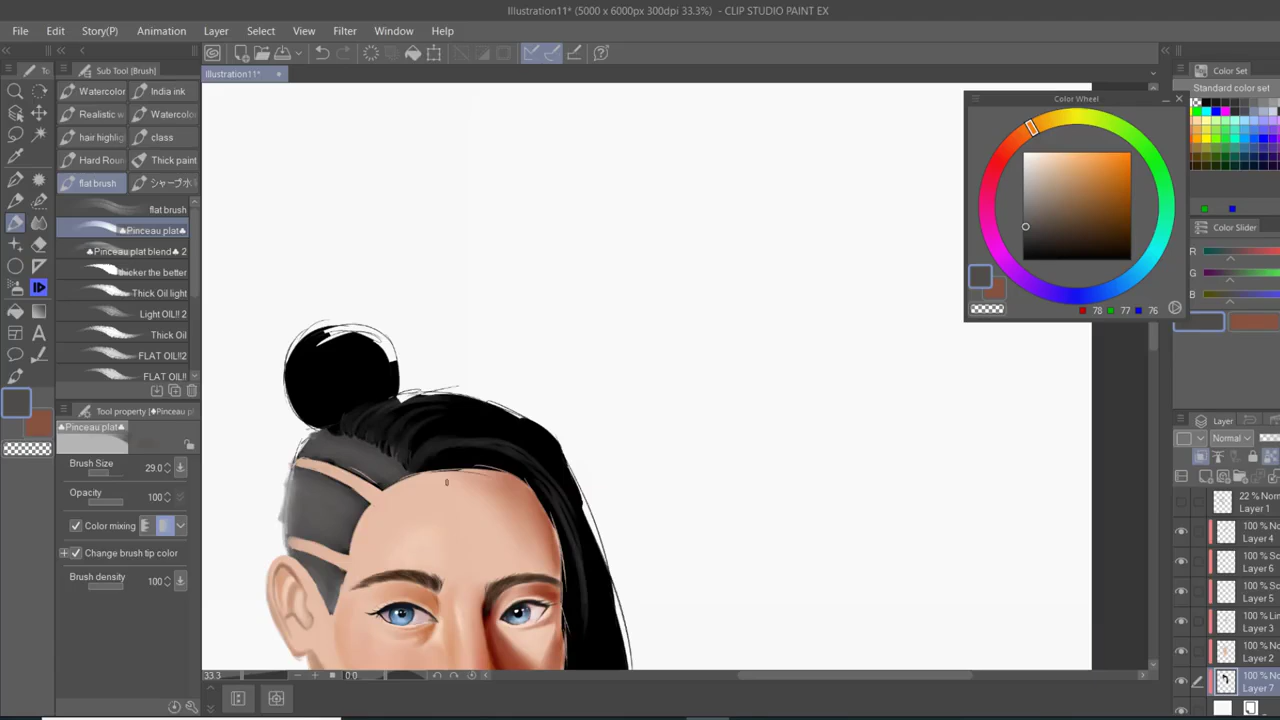 Illustration11* (5000 x 6000px 300dpi 33.3%) - CLIP STUDIO PAINT EX
File Edit Story(P) Animation Layer Select View Filter Window Help
To
Sub Tool [Brush]
Illustration11*
Watercolor
India ink
Realistic w
Watercolor
hair highlig
class
Hard Roun
Thick paint
flat brush
シャープ水
flat brush
♣Pinceau plat♣
♣Pinceau plat blend♣ 2
thicker the better
Thick Oil light
Light OIL!! 2
Thick Oil
FLAT OIL!!2
FLAT OIL!!
Tool property [♣Pinceau
♣Pinceau plat♣
Brush Size 29.0
Opacity 100
Color mixing
Change brush tip color
Brush density 100
33.3
0.0
Color Wheel
78 77 76
Color Set
Standard color set
Color Slider
R
G
B
Layer
Normal
22 % Norm
Layer 1
100 % No
Layer 4
100 % Sc
Layer 6
100 % Sc
Layer 5
100 % No
Layer 3
100 % No
Layer 2
100 % No
Layer 7